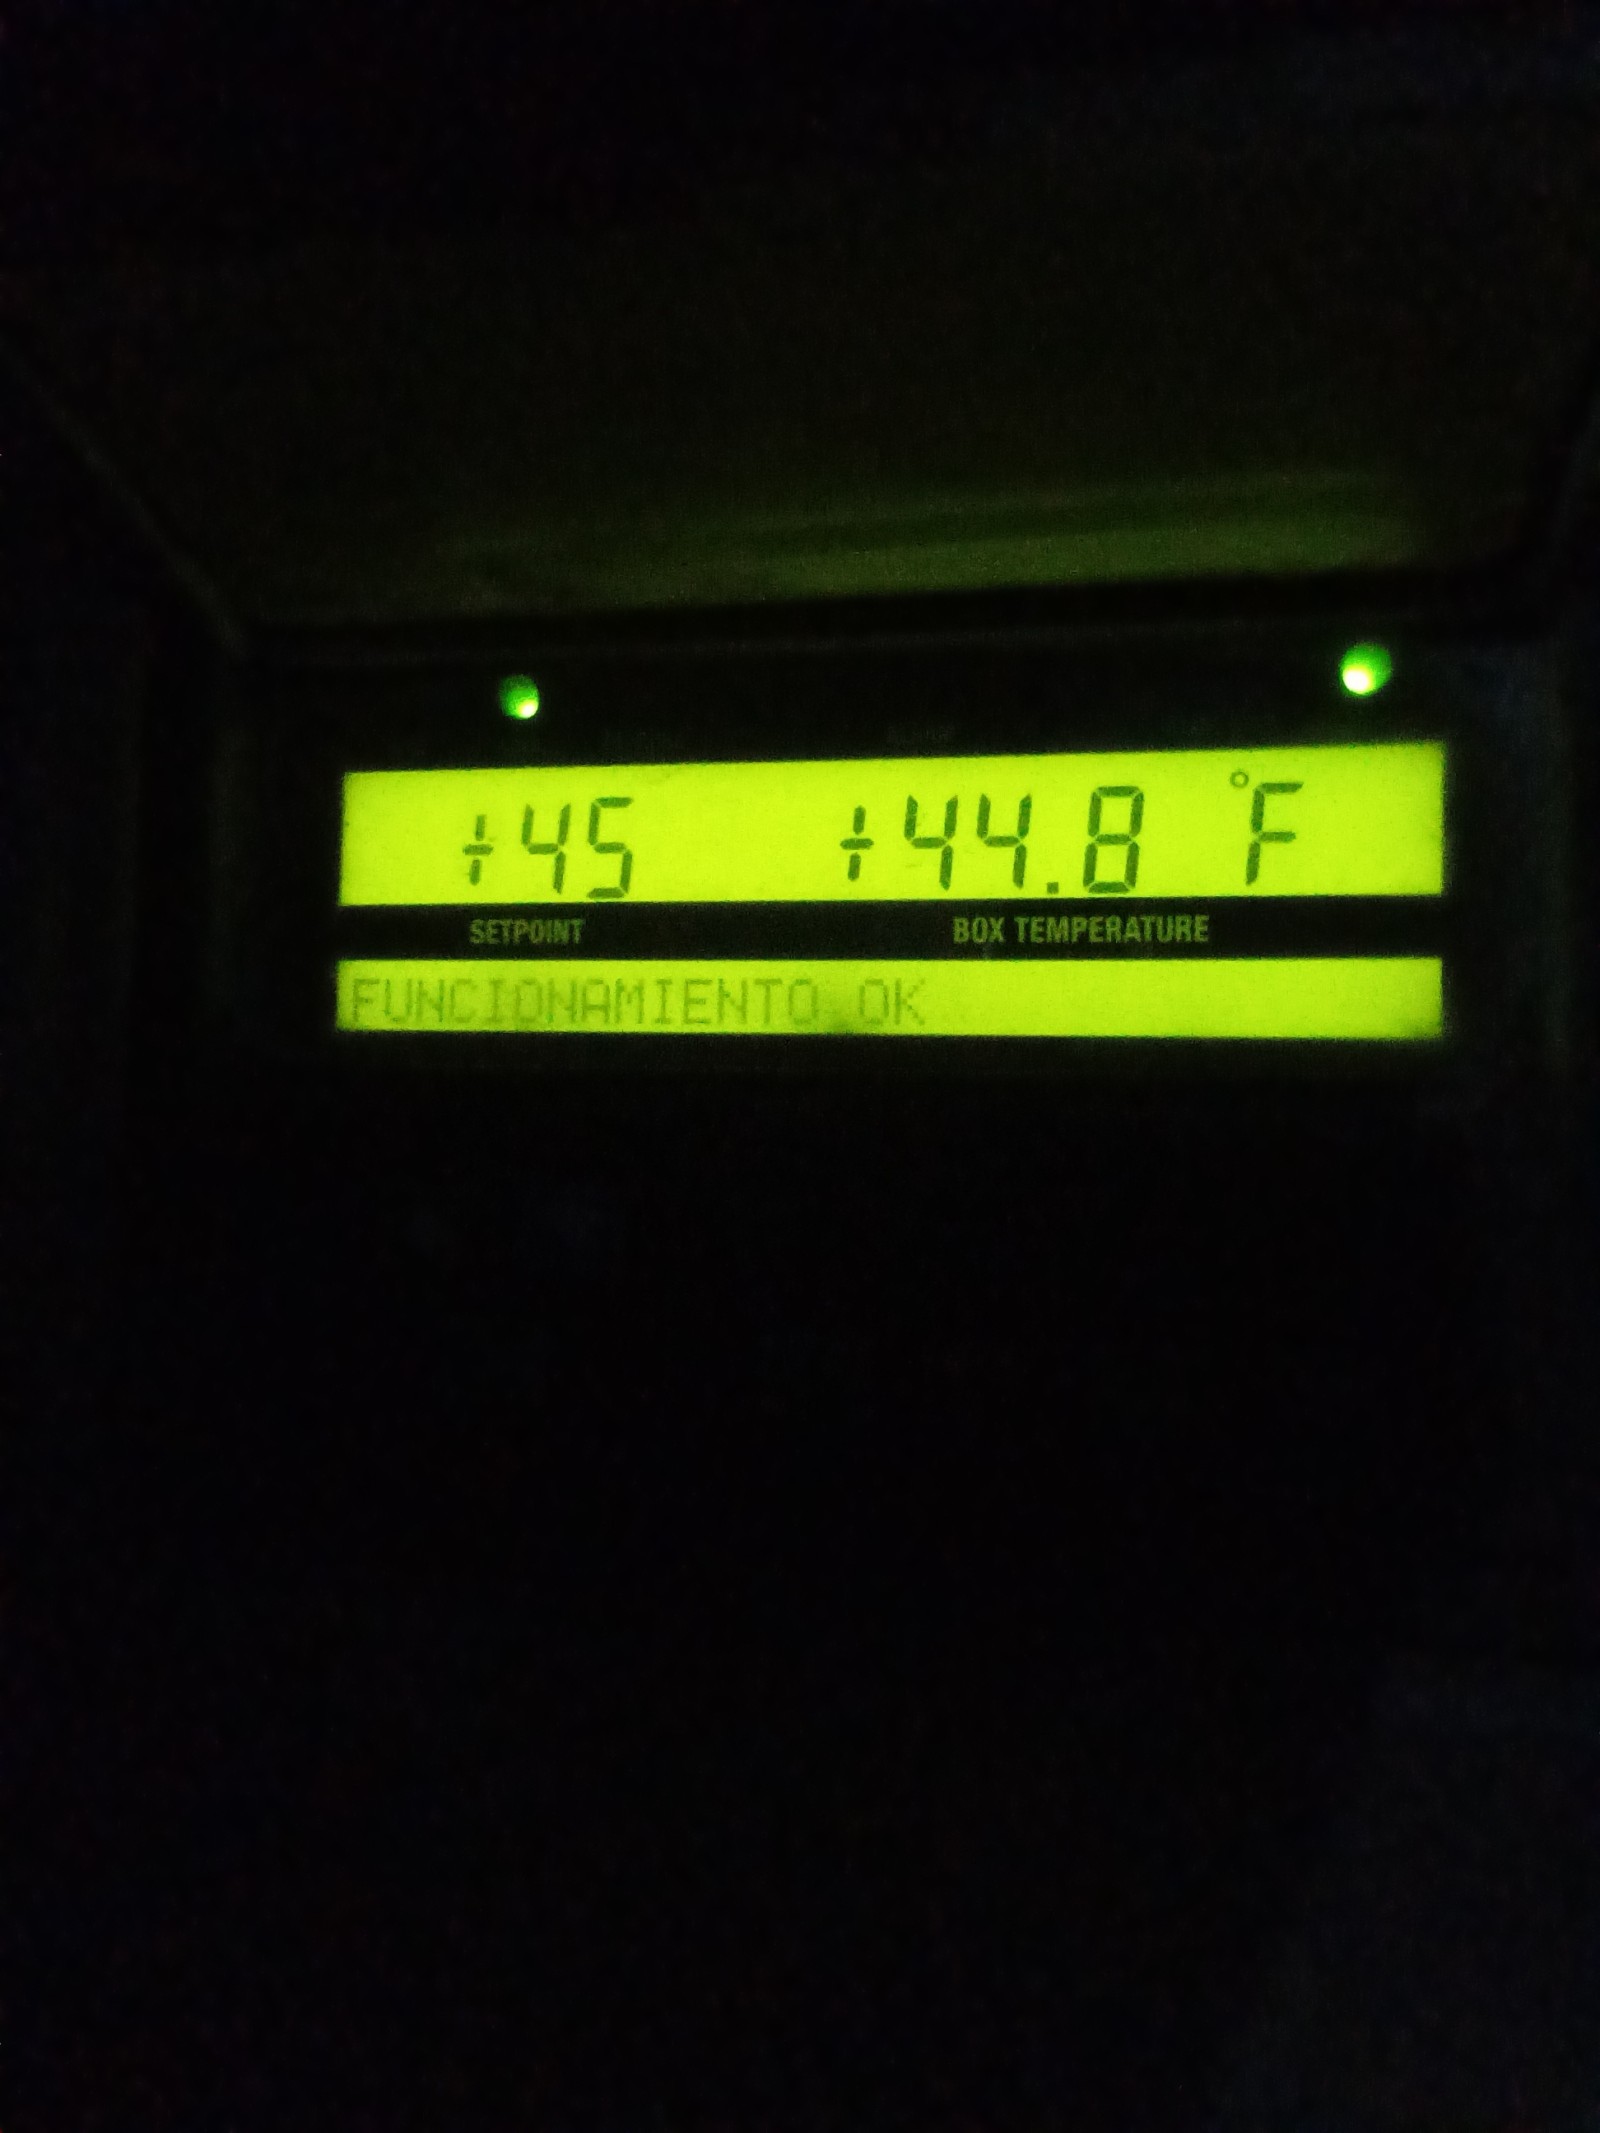 +45 +44.8 °F
SETPOINT BOX TEMPERATURE
FUNCIONAMIENTO OK